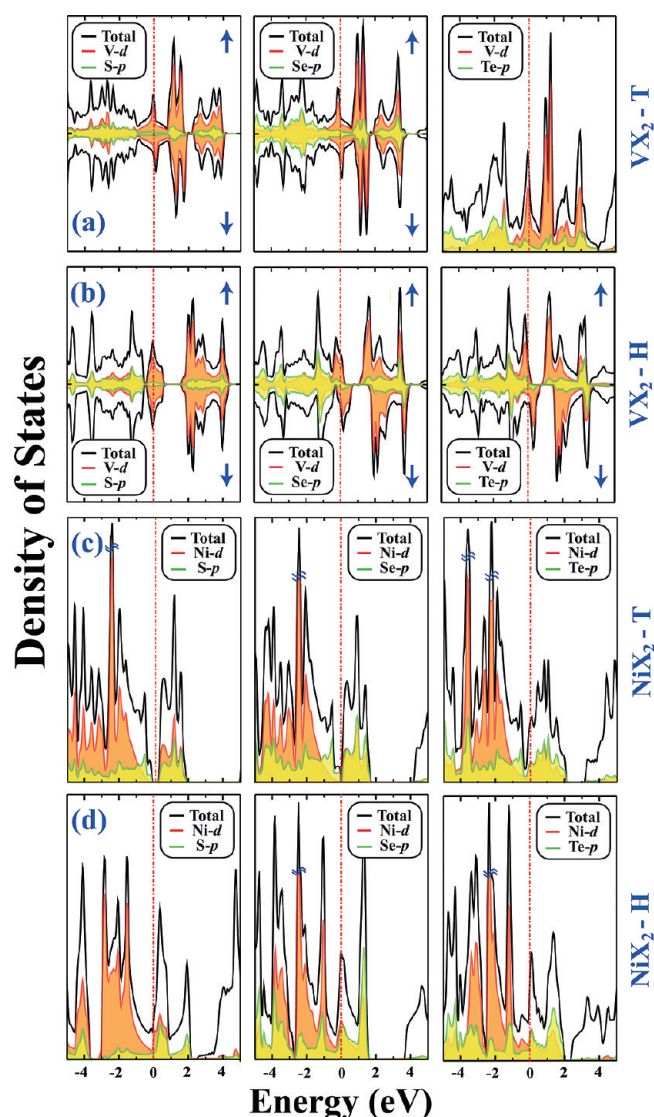 Density of States
(a)
Total
V-d
S-p
Total
V-d
Se-p
Total
V-d
Te-p
VX₂ - T
(b)
Total
V-d
S-p
Total
V-d
Se-p
Total
V-d
Te-p
VX₂ - H
(c)
Total
Ni-d
S-p
Total
Ni-d
Se-p
Total
Ni-d
Te-p
NiX₂ - T
(d)
Total
Ni-d
S-p
Total
Ni-d
Se-p
Total
Ni-d
Te-p
NiX₂ - H
-4 -2 0 2 4 -4 -2 0 2 4 -4 -2 0 2 4
Energy (eV)